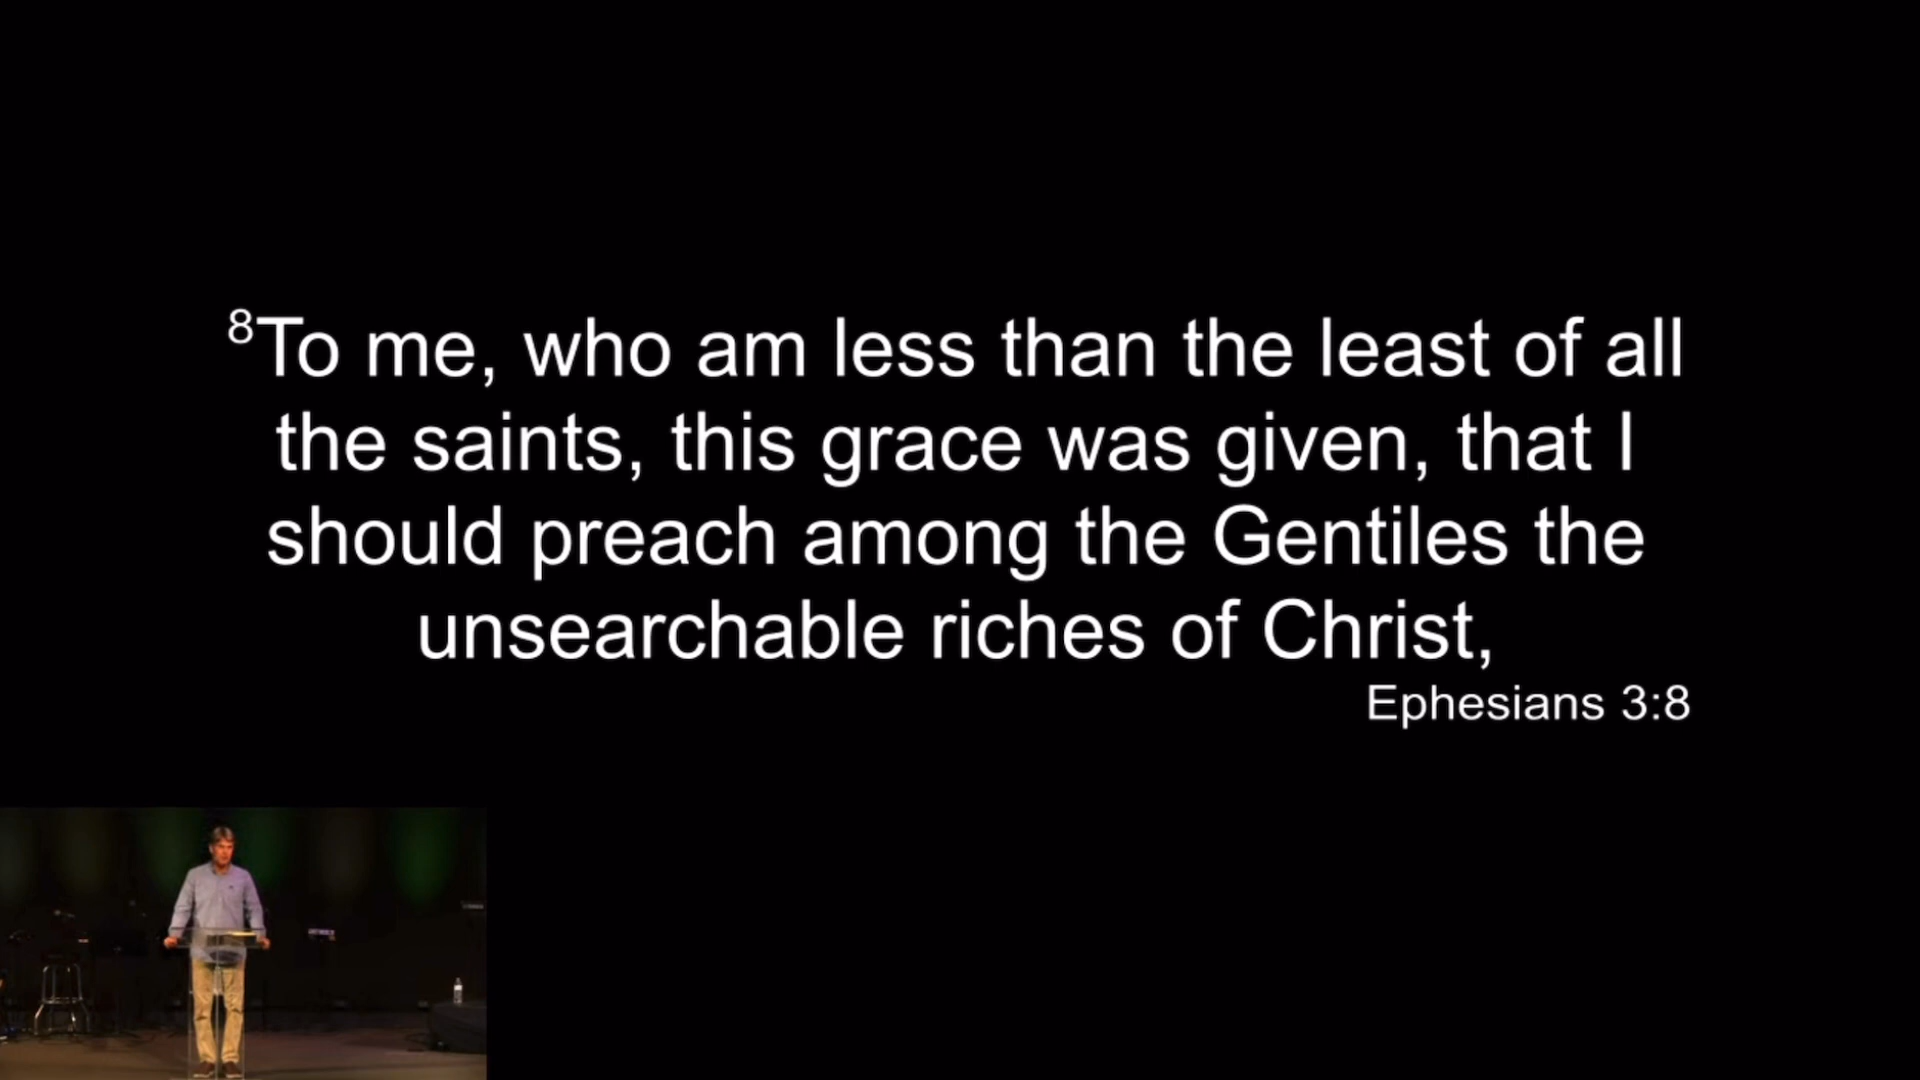 ⁸To me, who am less than the least of all
the saints, this grace was given, that I
should preach among the Gentiles the
unsearchable riches of Christ,
Ephesians 3:8